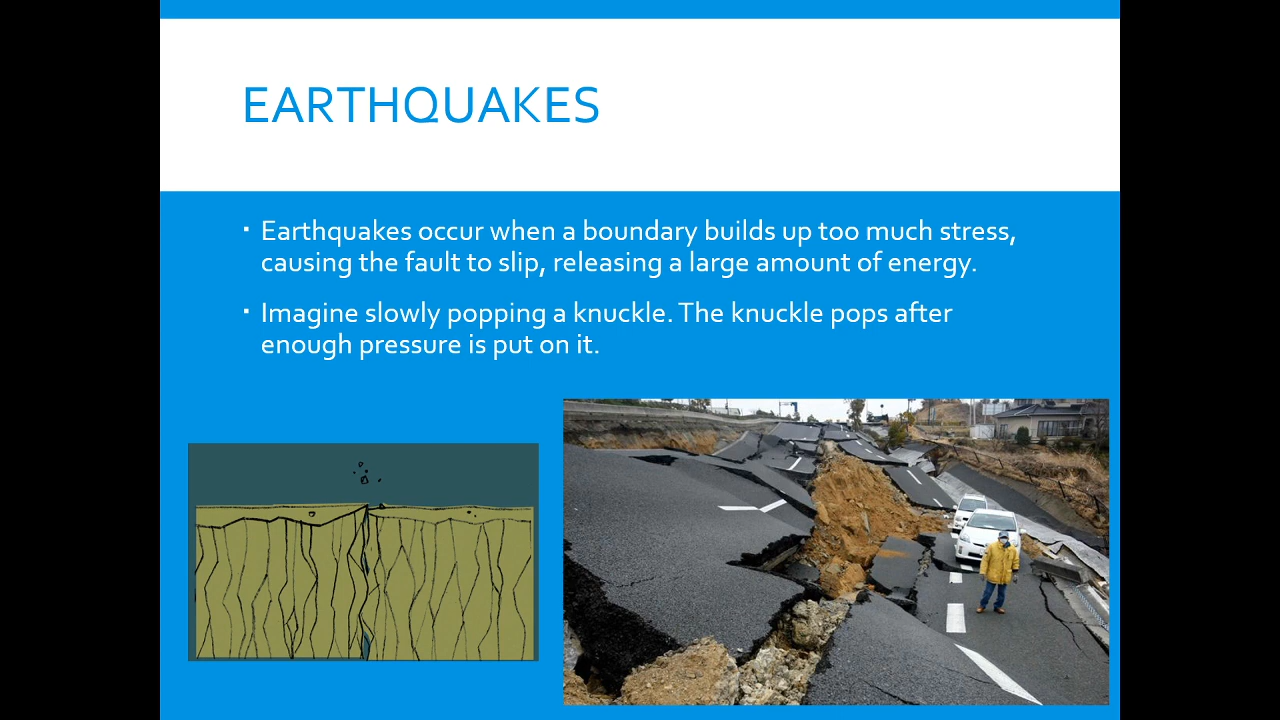 EARTHQUAKES
▪ Earthquakes occur when a boundary builds up too much stress,
causing the fault to slip, releasing a large amount of energy.
▪ Imagine slowly popping a knuckle. The knuckle pops after
enough pressure is put on it.